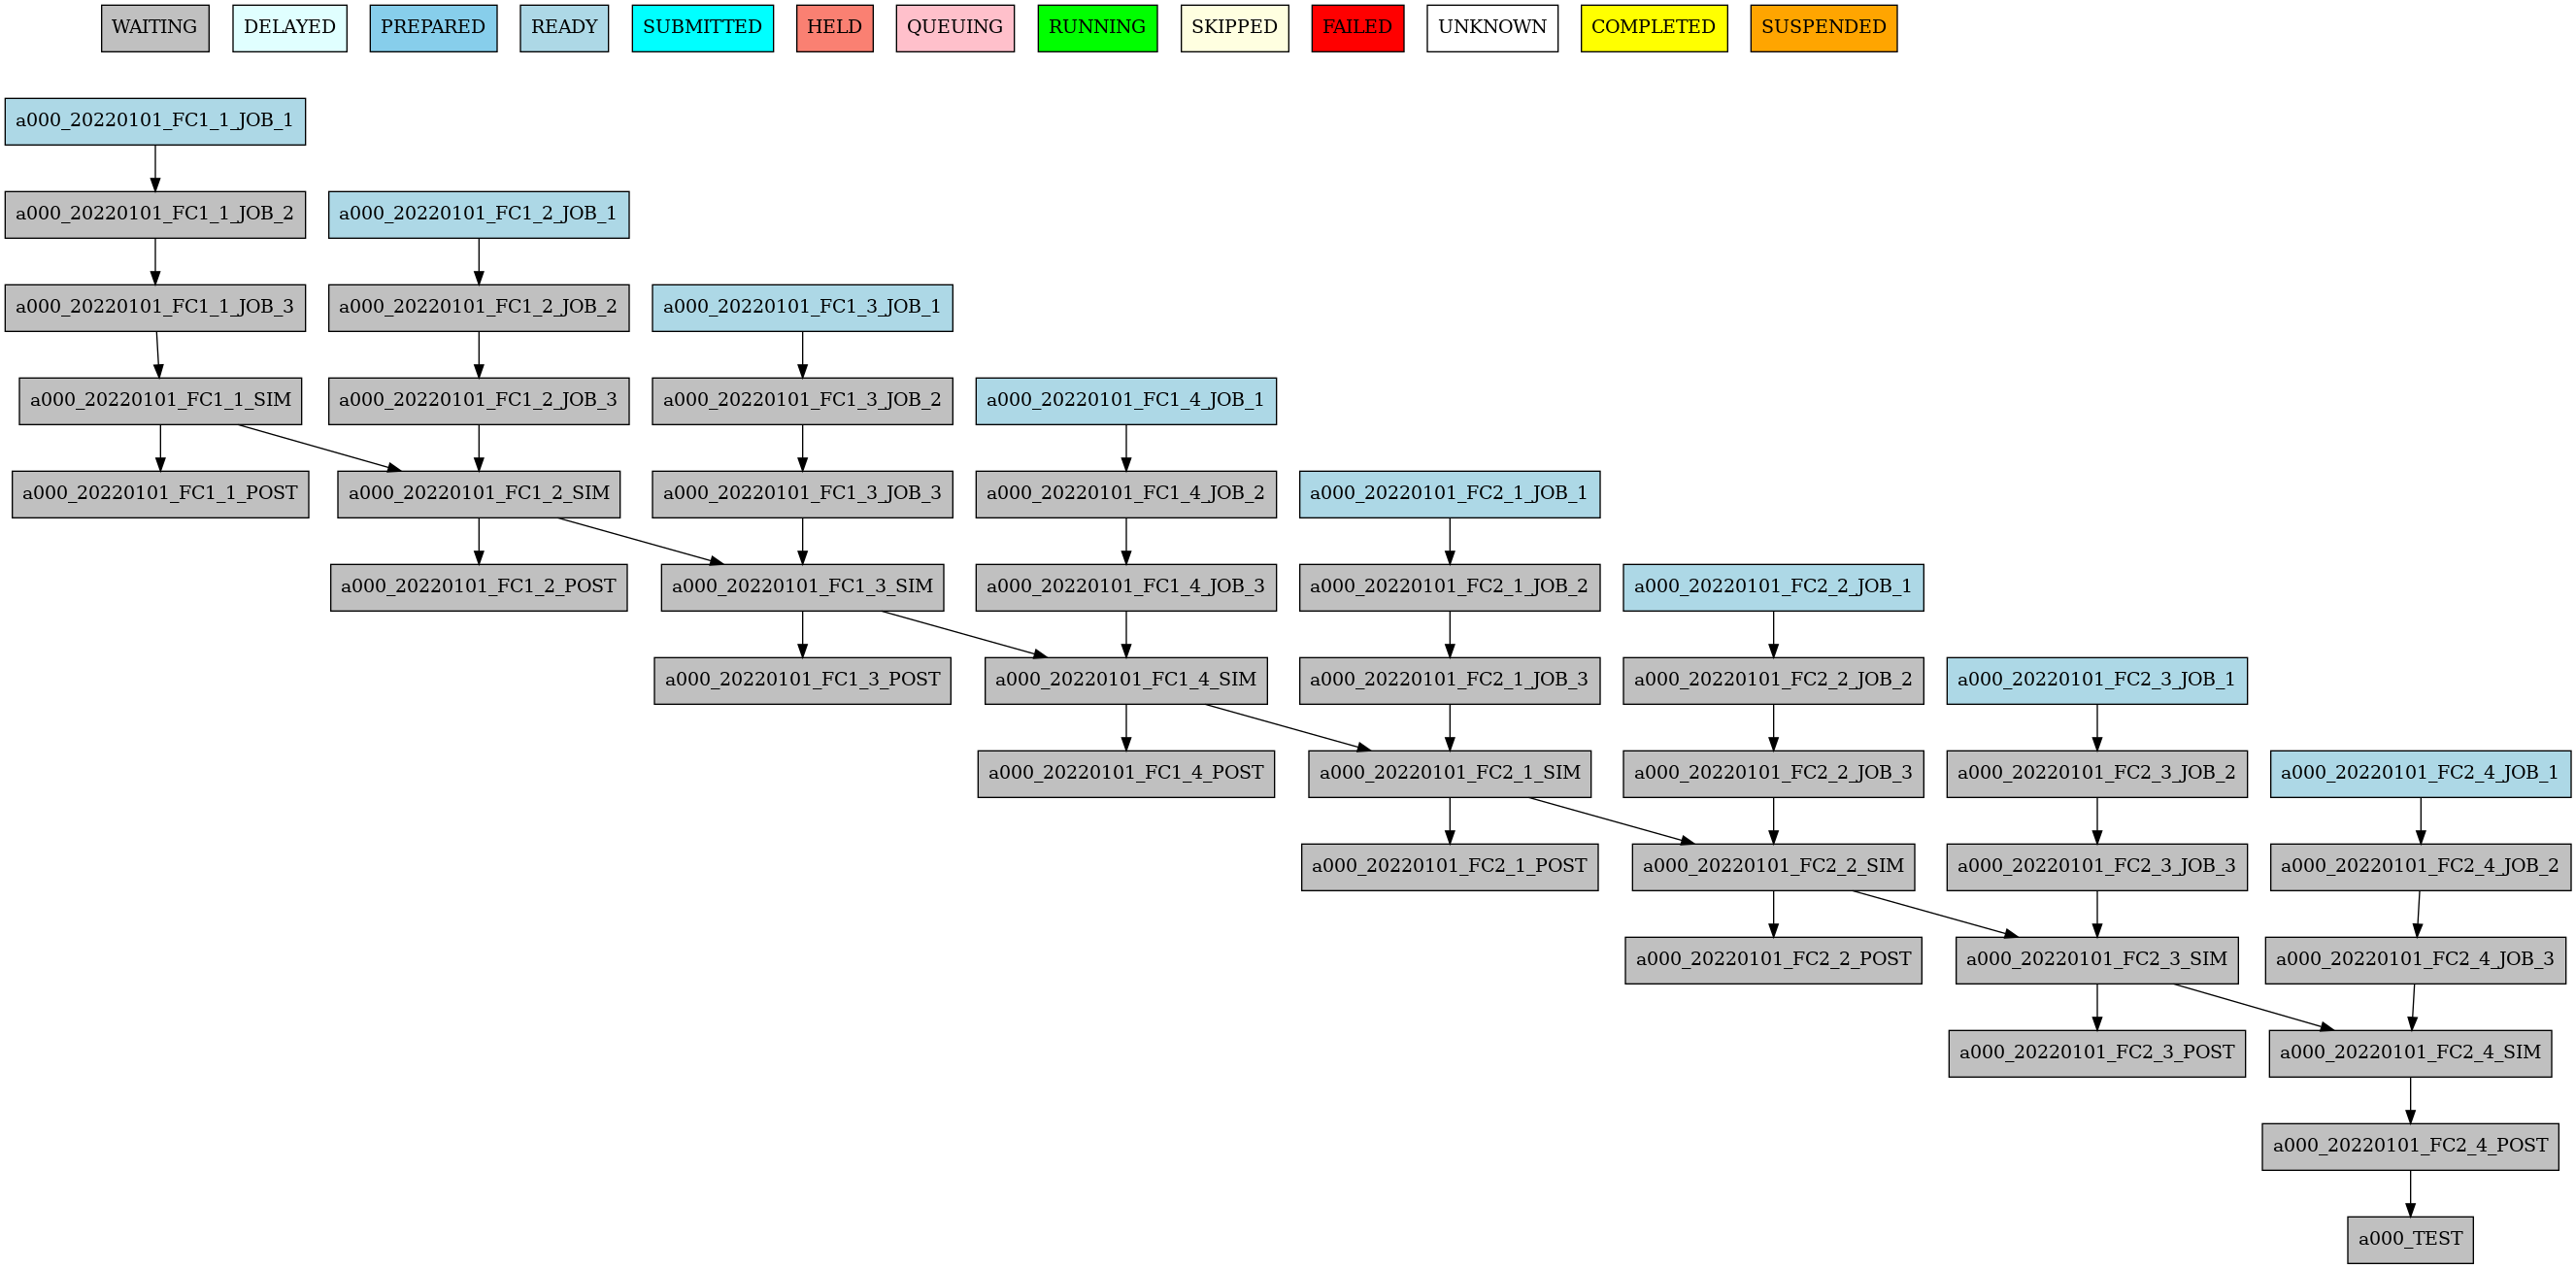 WAITING
DELAYED
PREPARED
READY
SUBMITTED
HELD
QUEUING
RUNNING
SKIPPED
FAILED
UNKNOWN
COMPLETED
SUSPENDED
a000_20220101_FC1_1_JOB_1
a000_20220101_FC1_1_JOB_2
a000_20220101_FC1_2_JOB_1
a000_20220101_FC1_1_JOB_3
a000_20220101_FC1_2_JOB_2
a000_20220101_FC1_3_JOB_1
a000_20220101_FC1_1_SIM
a000_20220101_FC1_2_JOB_3
a000_20220101_FC1_3_JOB_2
a000_20220101_FC1_4_JOB_1
a000_20220101_FC1_1_POST
a000_20220101_FC1_2_SIM
a000_20220101_FC1_3_JOB_3
a000_20220101_FC1_4_JOB_2
a000_20220101_FC2_1_JOB_1
a000_20220101_FC1_2_POST
a000_20220101_FC1_3_SIM
a000_20220101_FC1_4_JOB_3
a000_20220101_FC2_1_JOB_2
a000_20220101_FC2_2_JOB_1
a000_20220101_FC1_3_POST
a000_20220101_FC1_4_SIM
a000_20220101_FC2_1_JOB_3
a000_20220101_FC2_2_JOB_2
a000_20220101_FC2_3_JOB_1
a000_20220101_FC1_4_POST
a000_20220101_FC2_1_SIM
a000_20220101_FC2_2_JOB_3
a000_20220101_FC2_3_JOB_2
a000_20220101_FC2_4_JOB_1
a000_20220101_FC2_1_POST
a000_20220101_FC2_2_SIM
a000_20220101_FC2_3_JOB_3
a000_20220101_FC2_4_JOB_2
a000_20220101_FC2_2_POST
a000_20220101_FC2_3_SIM
a000_20220101_FC2_4_JOB_3
a000_20220101_FC2_3_POST
a000_20220101_FC2_4_SIM
a000_20220101_FC2_4_POST
a000_TEST